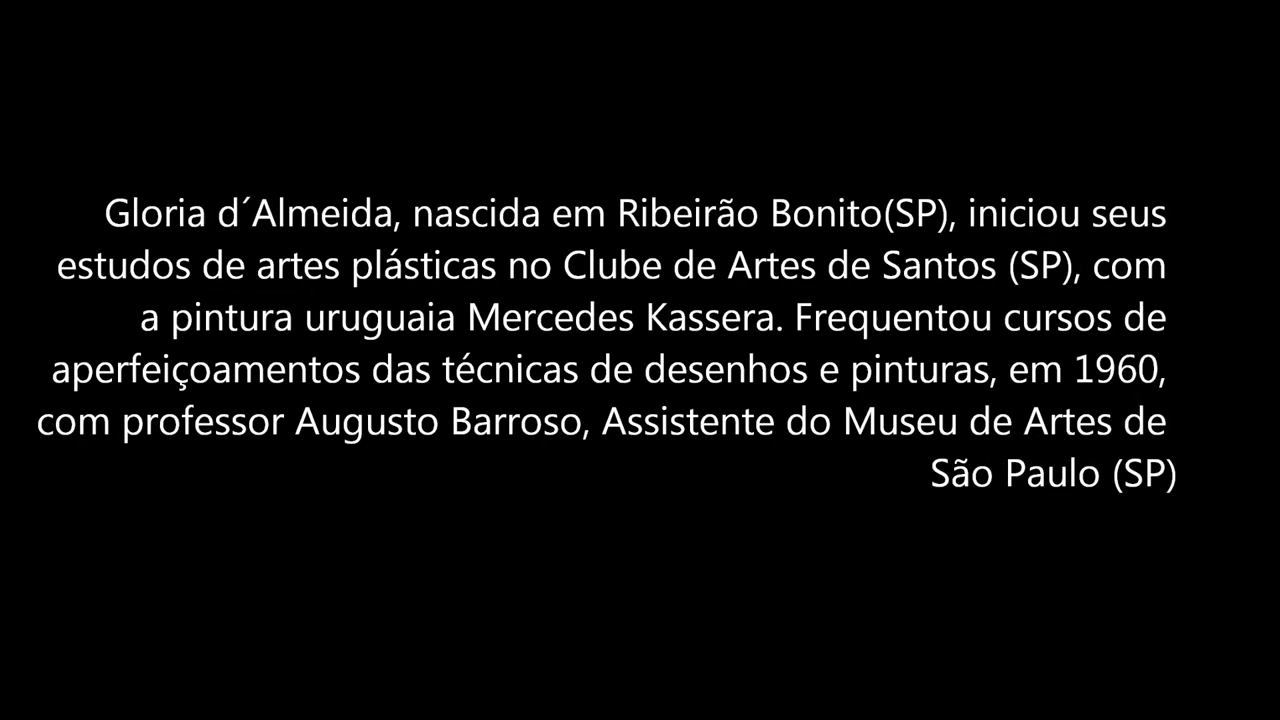 Gloria d´Almeida, nascida em Ribeirão Bonito(SP), iniciou seus
estudos de artes plásticas no Clube de Artes de Santos (SP), com
a pintura uruguaia Mercedes Kassera. Frequentou cursos de
aperfeiçoamentos das técnicas de desenhos e pinturas, em 1960,
com professor Augusto Barroso, Assistente do Museu de Artes de
São Paulo (SP)